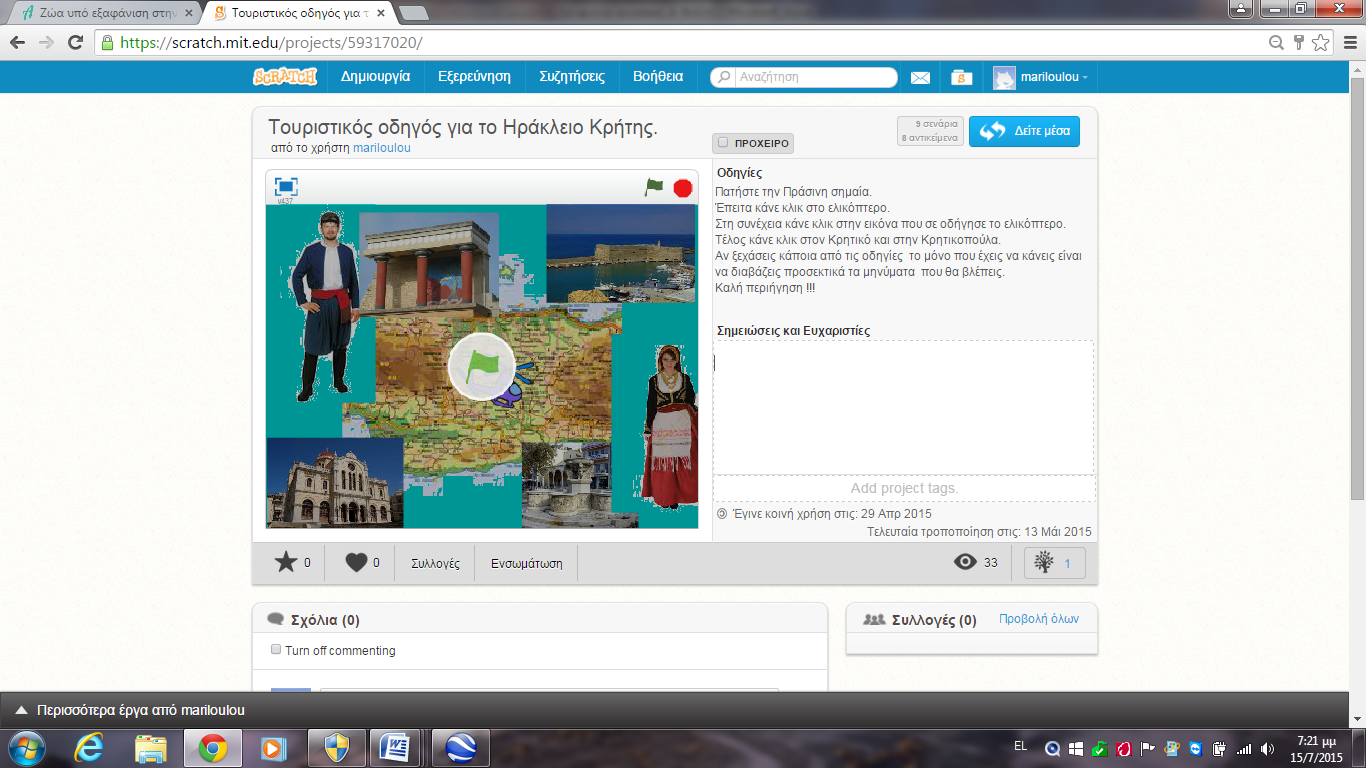 Ζώα υπό εξαφάνιση στην
Τουριστικός οδηγός για τ
https://scratch.mit.edu/projects/59317020/
SCRATCH
Δημιουργία
Εξερεύνηση
Συζητήσεις
Βοήθεια
Αναζήτηση
mariloulou
Τουριστικός οδηγός για το Ηράκλειο Κρήτης.
από το χρήστη mariloulou
ΠΡΟΧΕΙΡΟ
9 σενάρια
8 αντικείμενα
Δείτε μέσα
v437
Οδηγίες
Πατήστε την Πράσινη σημαία.
Έπειτα κάνε κλικ στο ελικόπτερο.
Στη συνέχεια κάνε κλικ στην εικόνα που σε οδήγησε το ελικόπτερο.
Τέλος κάνε κλικ στον Κρητικό και στην Κρητικοπούλα.
Αν ξεχάσεις κάποια από τις οδηγίες το μόνο που έχεις να κάνεις είναι
να διαβάζεις προσεκτικά τα μηνύματα που θα βλέπεις.
Καλή περιήγηση !!!
Σημειώσεις και Ευχαριστίες
Add project tags.
Έγινε κοινή χρήση στις: 29 Απρ 2015
Τελευταία τροποποίηση στις: 13 Μάι 2015
0
0
Συλλογές
Ενσωμάτωση
33
1
Σχόλια (0)
Turn off commenting
Συλλογές (0)
Προβολή όλων
Περισσότερα έργα από mariloulou
EL
7:21 μμ
15/7/2015